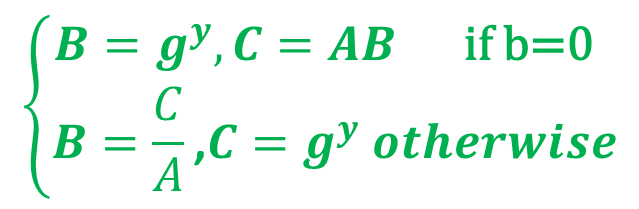 B = g^y, C = AB if b=0
B = C/A, C = g^y otherwise